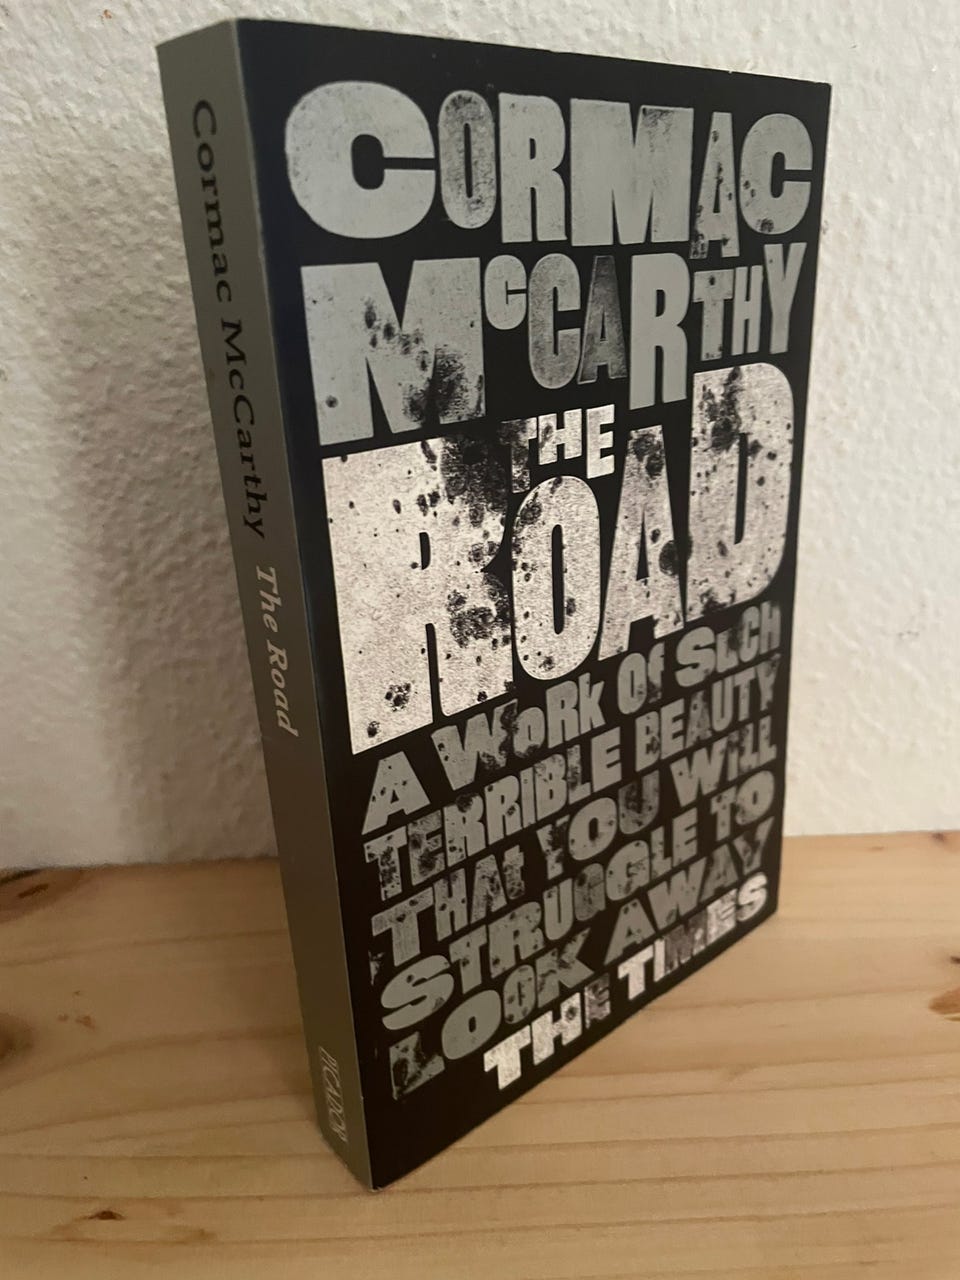 Cormac McCarthy The Road
PICADOR
CORMAC
McCARTHY
THE
ROAD
A WORK OF SUCH
TERRIBLE BEAUTY
THAT YOU WILL
STRUGGLE TO
LOOK AWAY
THE TIMES